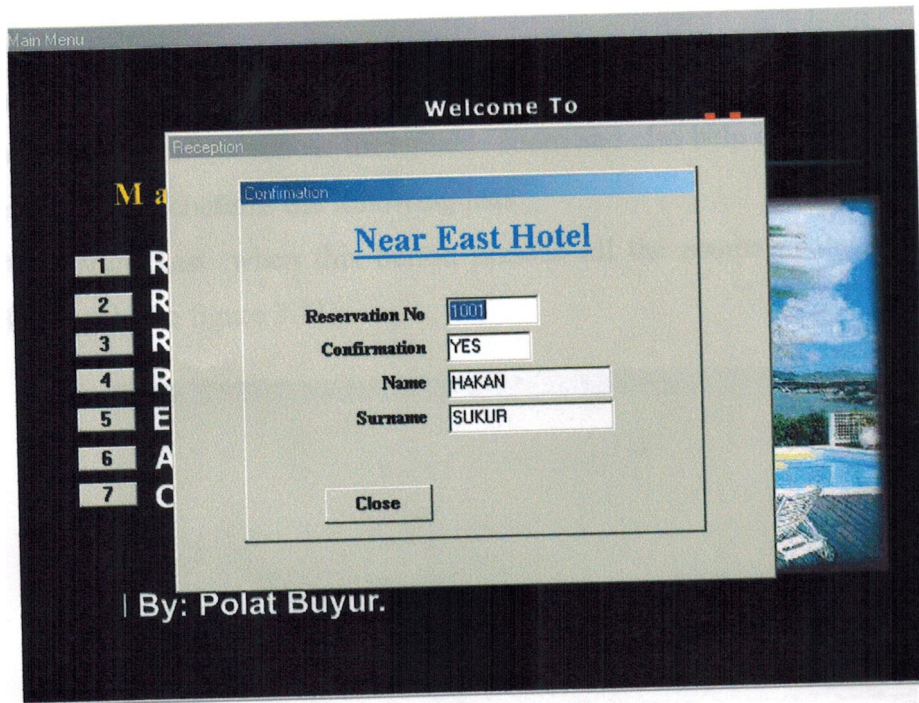 Main Menu
Welcome To
Reception
Confirmation
Ma
Near East Hotel
1 R
Reservation No 1001
2 R
Confirmation YES
3 R
Name HAKAN
4 R
Surname SUKUR
5 E
6 A
7 C
Close
By: Polat Buyur.